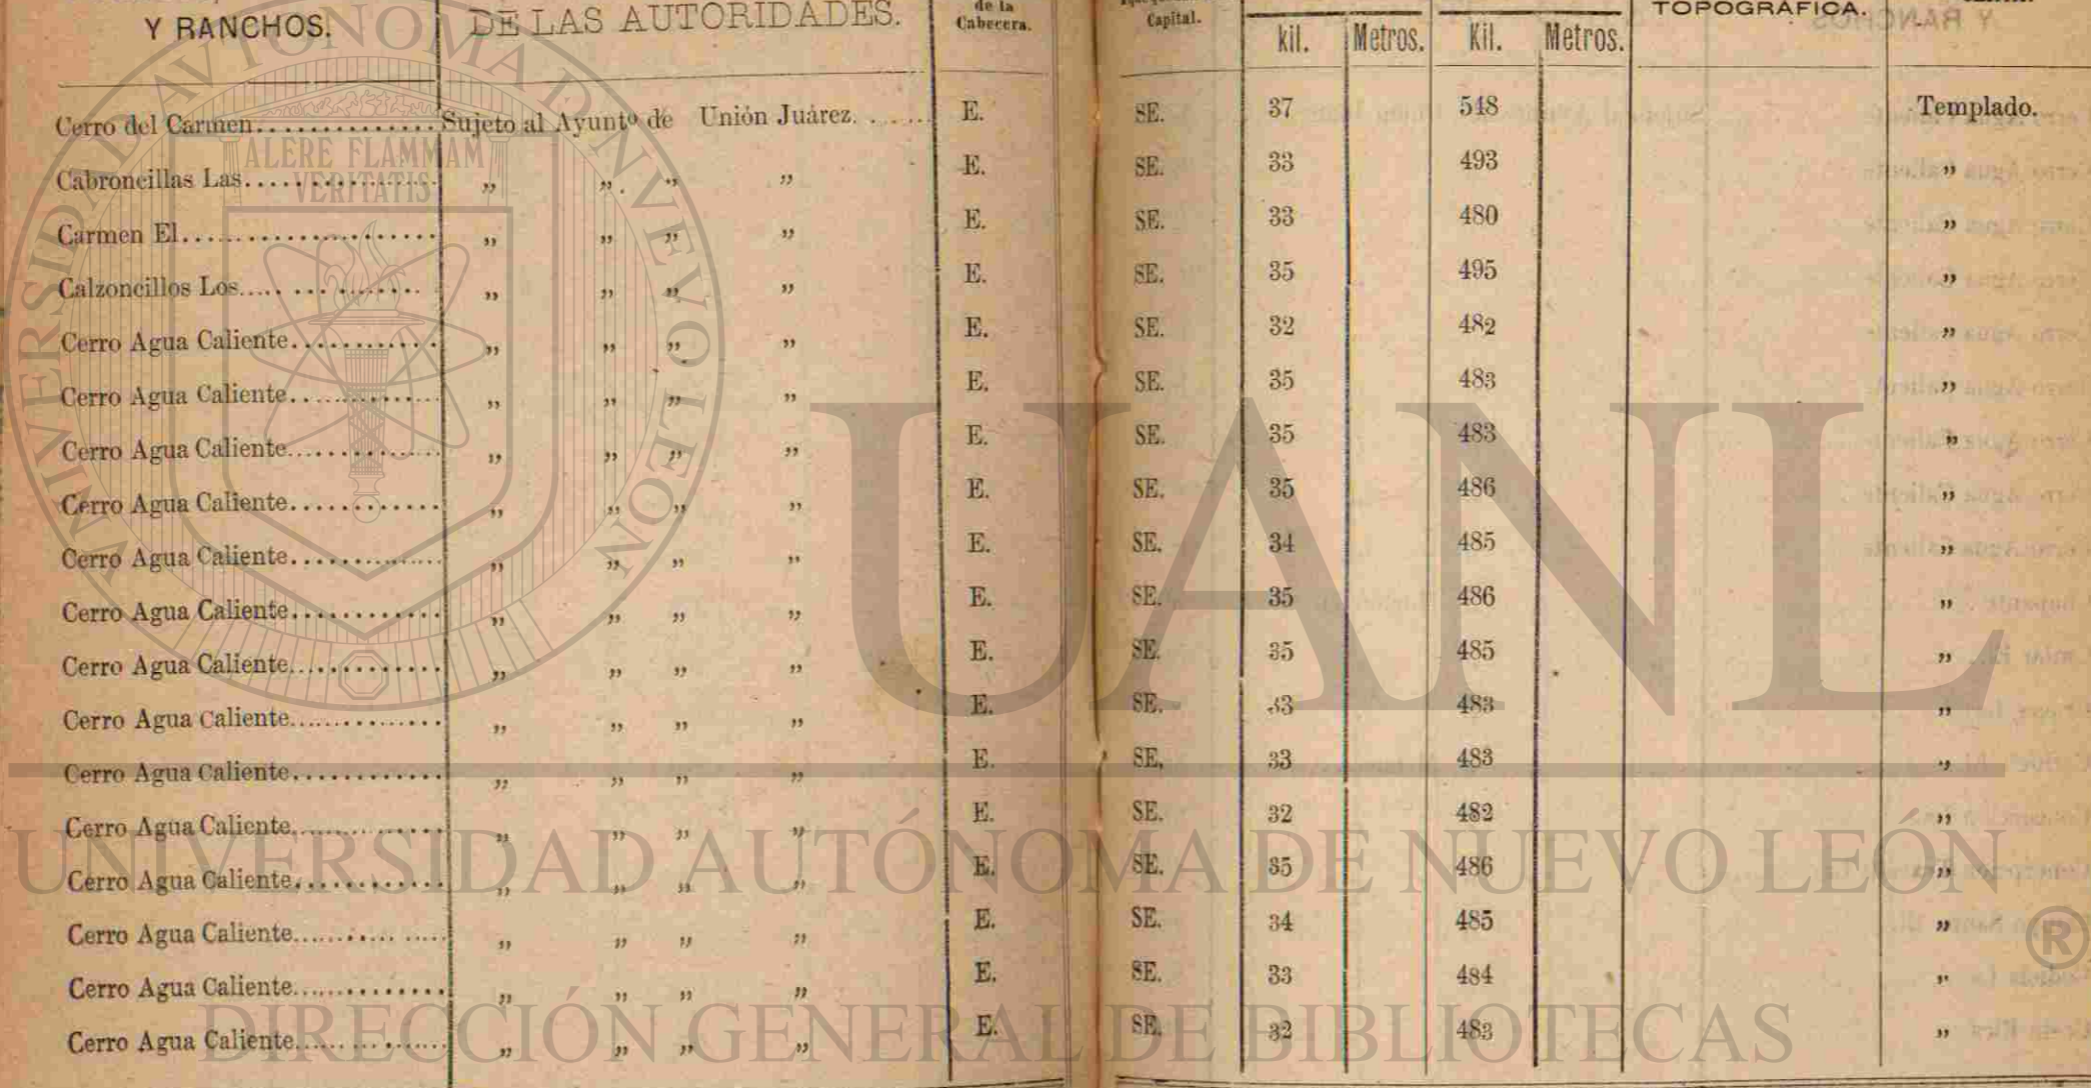 Y RANCHOS. DE LAS AUTORIDADES. de la Cabecera. Capital. kil. Metros. Kil. Metros. TOPOGRAFICA.
Cerro del Carmen.............. Sujeto al Ayuntº de Unión Juárez. ...... E. SE. 37 548 Templado.
Cabroncillas Las.................. „ „ „ „ E. SE. 33 493 „
Carmen El........................ „ „ „ „ E. SE. 33 480 „
Calzoncillos Los..... ............. „ „ „ „ E. SE. 35 495 „
Cerro Agua Caliente............ „ „ „ „ E. SE. 32 482 „
Cerro Agua Caliente............. „ „ „ „ E. SE. 35 483 „
Cerro Agua Caliente............. „ „ „ „ E. SE. 35 483 „
Cerro Agua Caliente............ „ „ „ „ E. SE. 35 486 „
Cerro Agua Caliente............. „ „ „ „ E. SE. 34 485 „
Cerro Agua Caliente............ „ „ „ „ E. SE. 35 486 „
Cerro Agua Caliente............. „ „ „ „ E. SE. 35 485 „
Cerro Agua Caliente.............. „ „ „ „ E. SE. 33 483 „
Cerro Agua Caliente............ „ „ „ „ E. SE, 33 483 „
Cerro Agua Caliente......... ..... „ „ „ „ E. SE. 32 482 „
Cerro Agua Caliente............ „ „ „ „ E. SE. 35 486 „
Cerro Agua Caliente........... ..... „ „ „ „ E. SE. 34 485 „
Cerro Agua Caliente.............. „ „ „ „ E. SE. 33 484 „
Cerro Agua Caliente...... ........ „ „ „ „ E. SE. 32 483 „
UNIVERSIDAD AUTONOMA DE NUEVO LEON
ALERE FLAMMAM
VERITATIS
UANL
UNIVERSIDAD AUTÓNOMA DE NUEVO LEÓN
®
DIRECCIÓN GENERAL DE BIBLIOTECAS